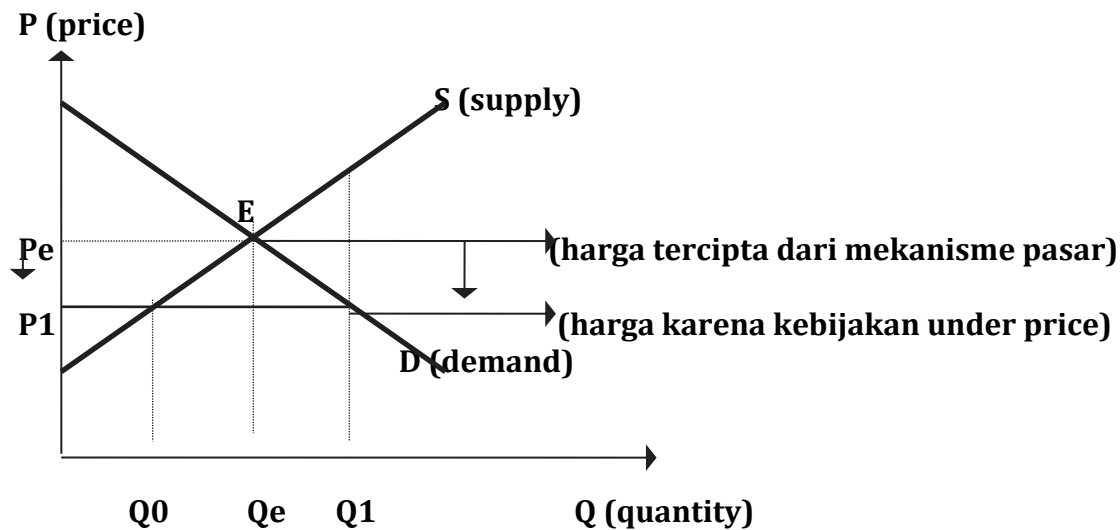 P (price)
S (supply)
E
Pe
(harga tercipta dari mekanisme pasar)
P1
(harga karena kebijakan under price)
D (demand)
Q0 Qe Q1 Q (quantity)